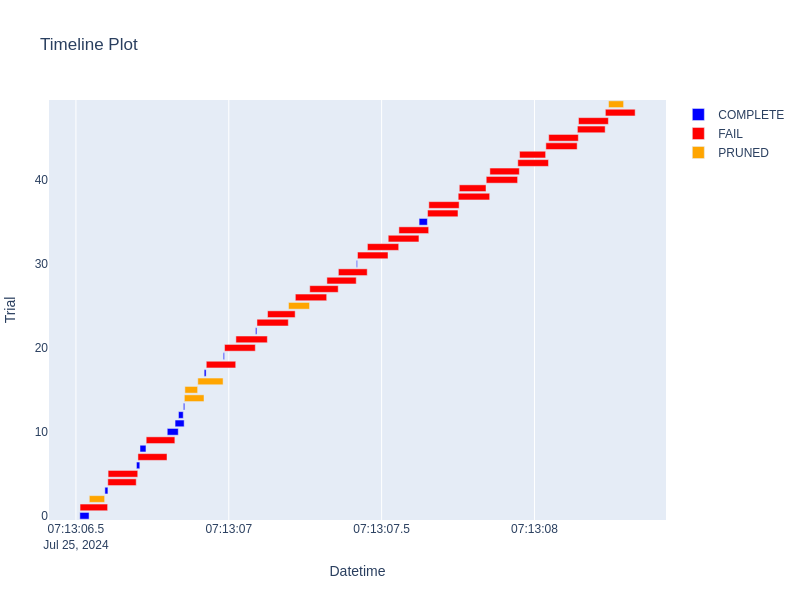 Timeline Plot
COMPLETE
FAIL
PRUNED
40
30
20
10
0
Trial
07:13:06.5
07:13:07
07:13:07.5
07:13:08
Jul 25, 2024
Datetime